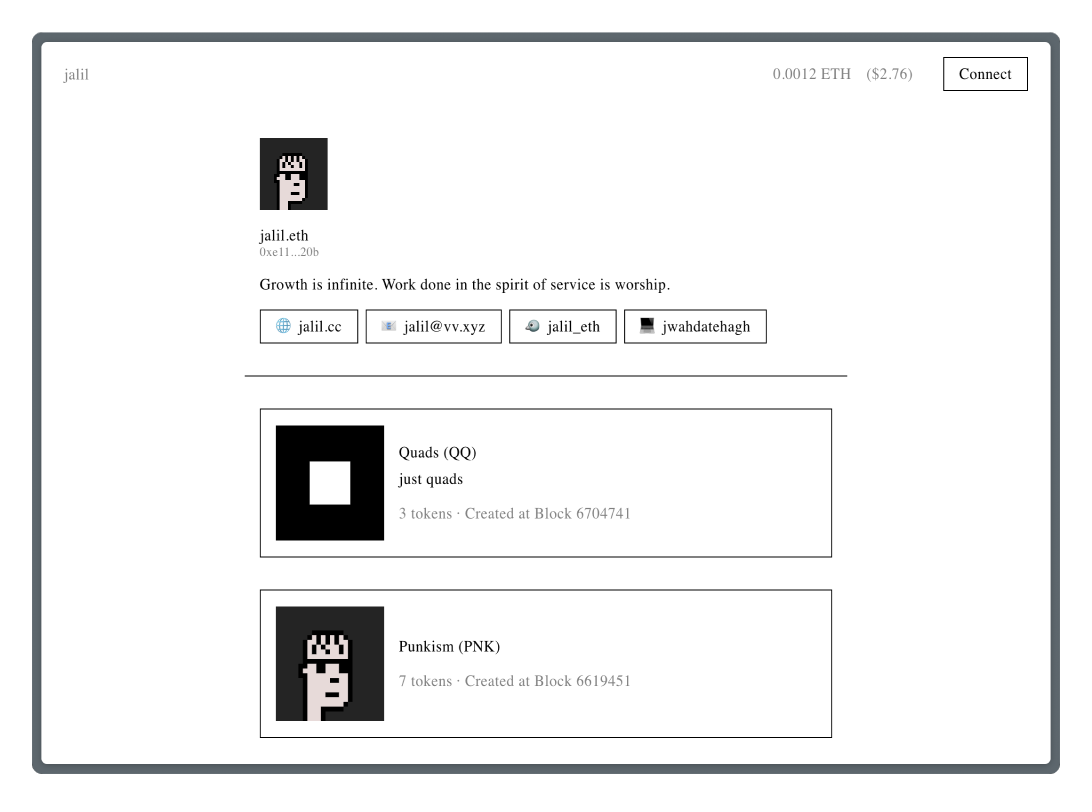 jalil
0.0012 ETH ($2.76)
Connect
jalil.eth
0xe11...20b
Growth is infinite. Work done in the spirit of service is worship.
jalil.cc
jalil@vv.xyz
jalil_eth
jwahdatehagh
Quads (QQ)
just quads
3 tokens · Created at Block 6704741
Punkism (PNK)
7 tokens · Created at Block 6619451